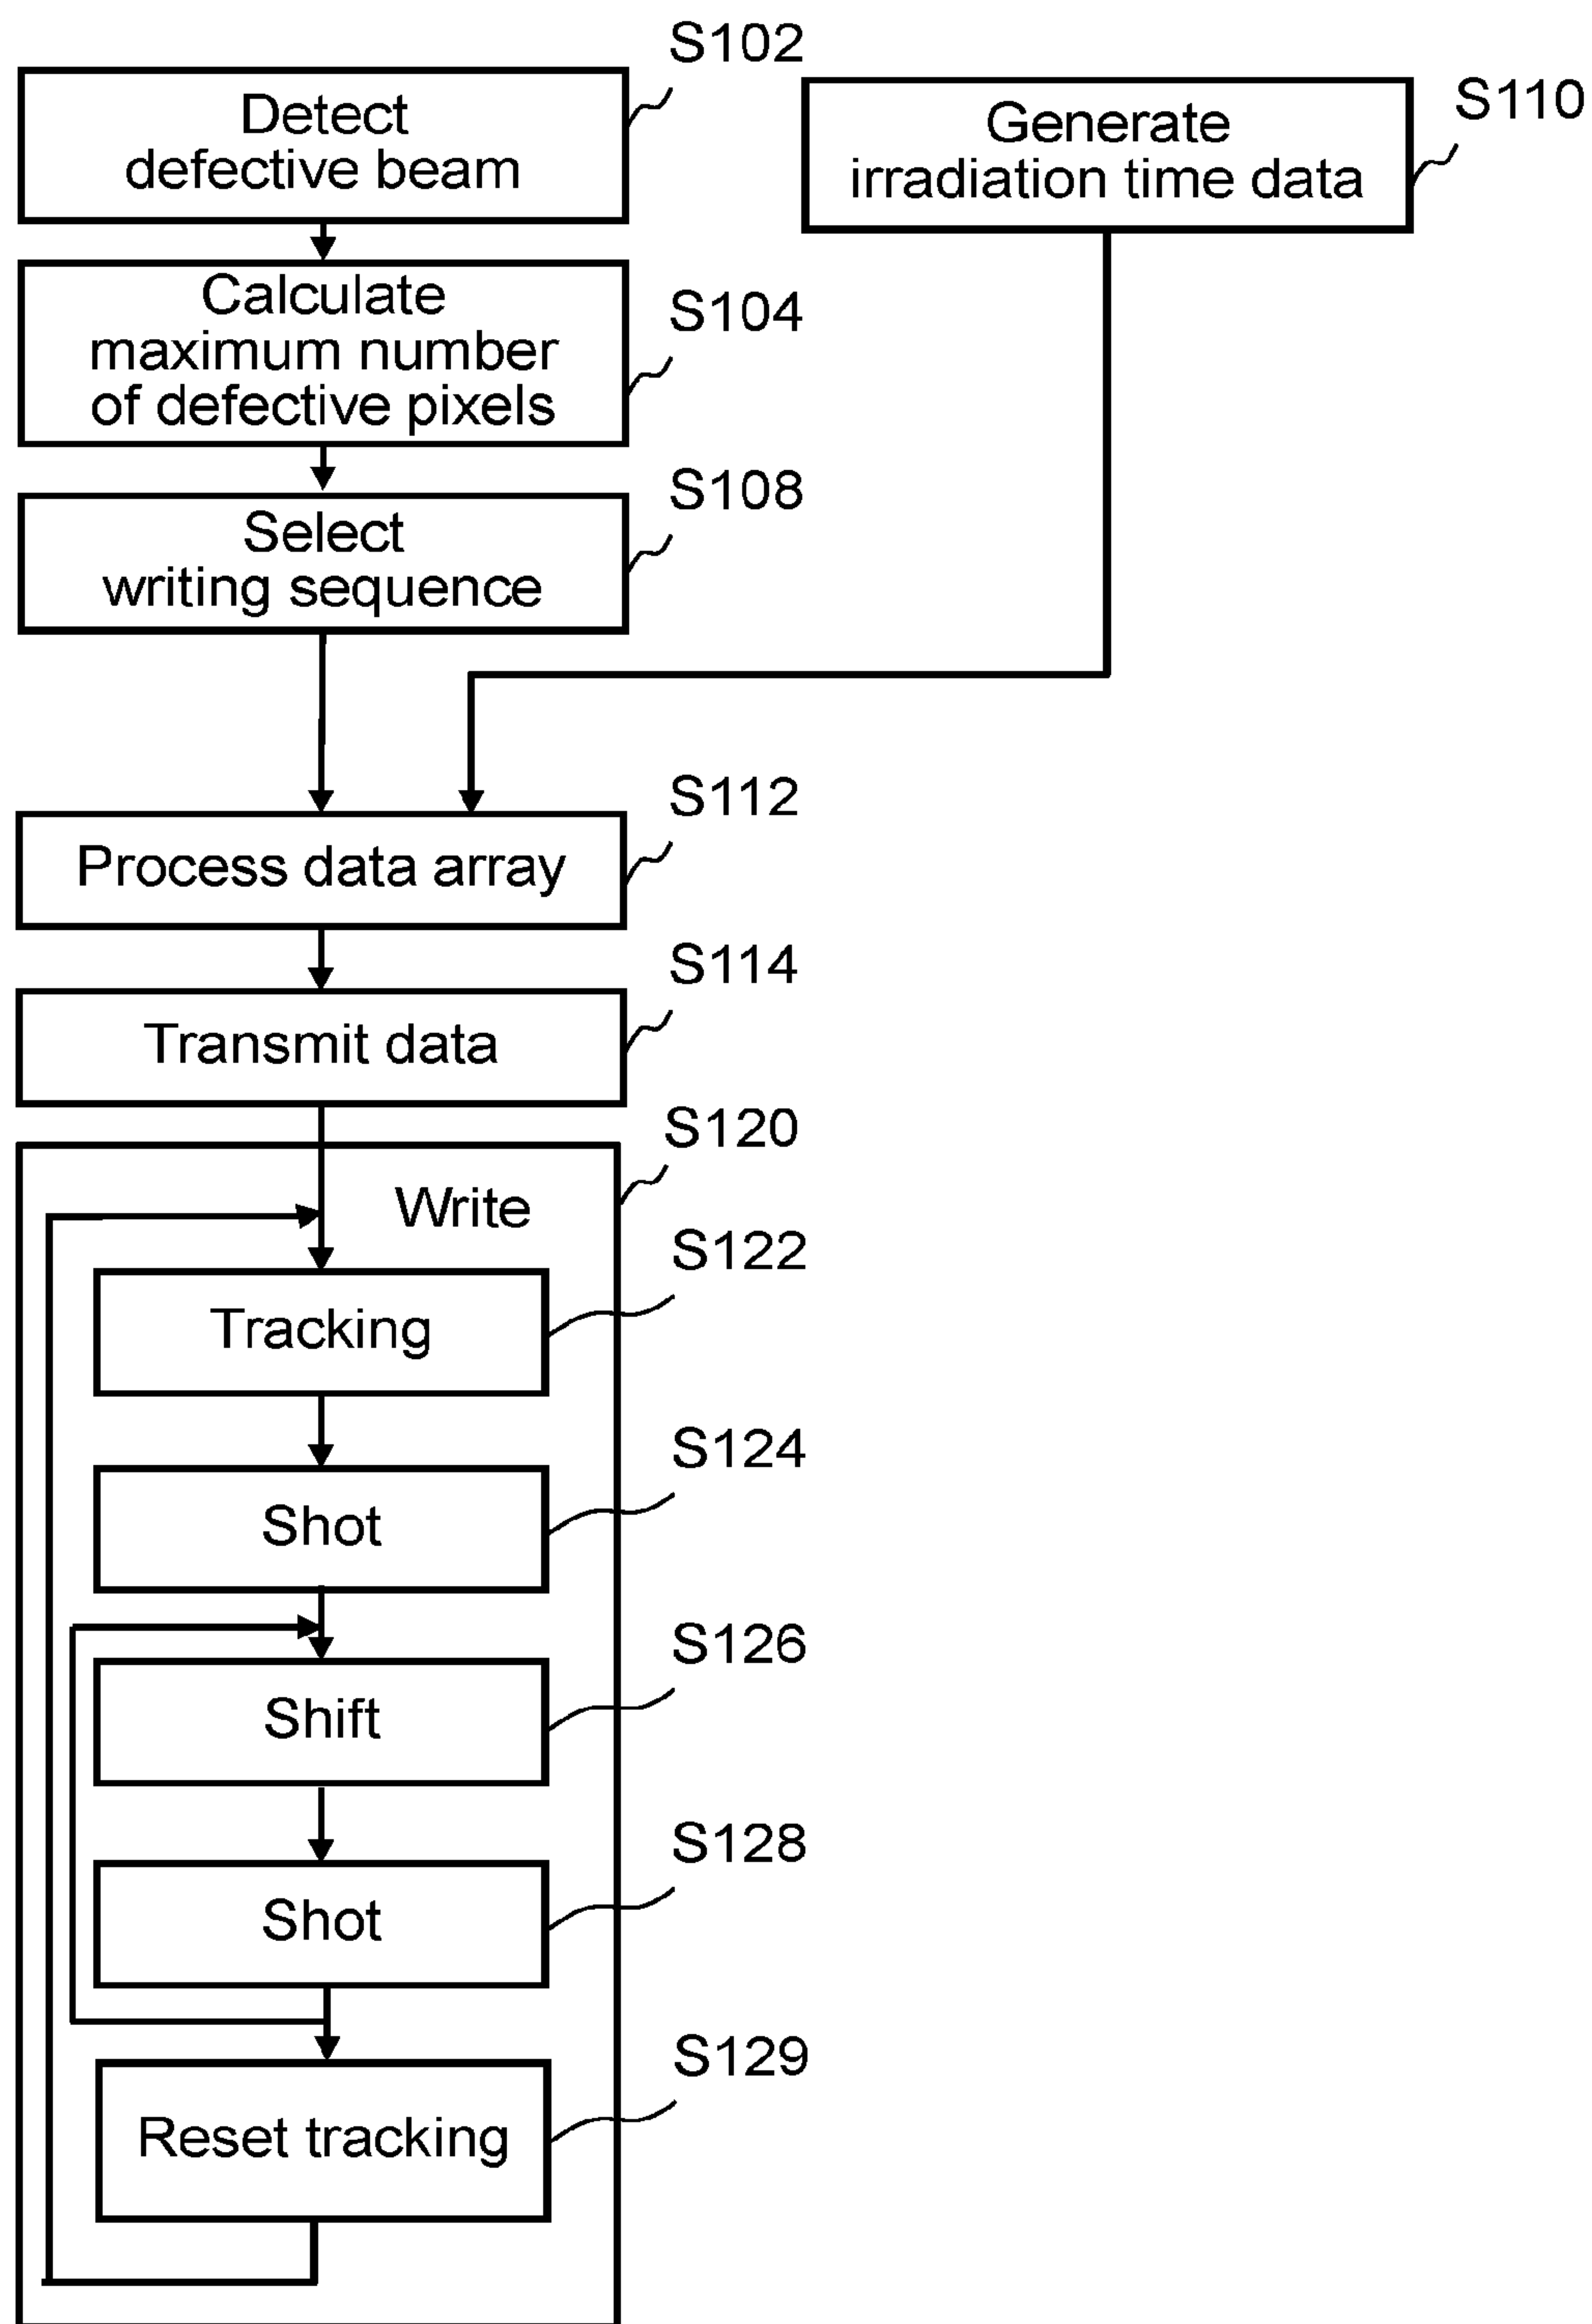 S102
Detect
defective beam
S110
Generate
irradiation time data
S104
Calculate
maximum number
of defective pixels
S108
Select
writing sequence
S112
Process data array
S114
Transmit data
S120
Write
S122
Tracking
S124
Shot
S126
Shift
S128
Shot
S129
Reset tracking